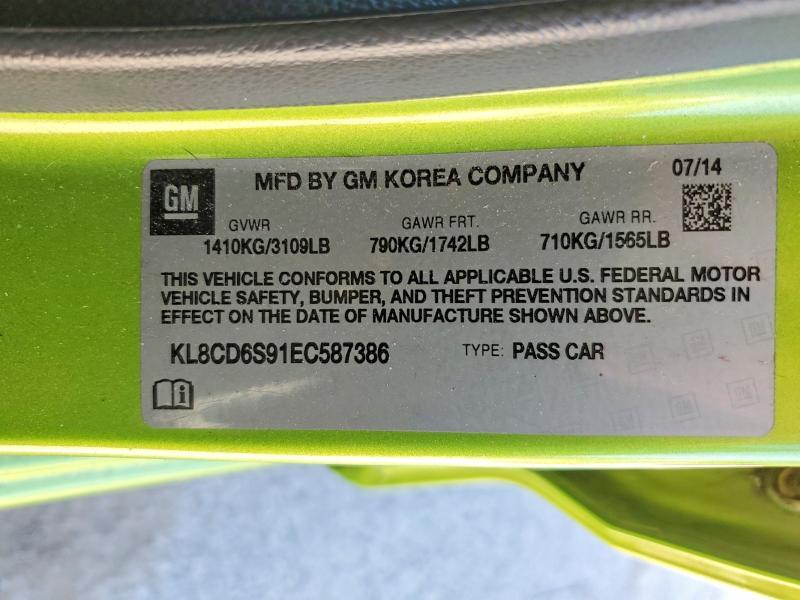 GM
MFD BY GM KOREA COMPANY
07/14
GVWR GAWR FRT. GAWR RR.
1410KG/3109LB 790KG/1742LB 710KG/1565LB
THIS VEHICLE CONFORMS TO ALL APPLICABLE U.S. FEDERAL MOTOR
VEHICLE SAFETY, BUMPER, AND THEFT PREVENTION STANDARDS IN
EFFECT ON THE DATE OF MANUFACTURE SHOWN ABOVE.
KL8CD6S91EC587386 TYPE: PASS CAR